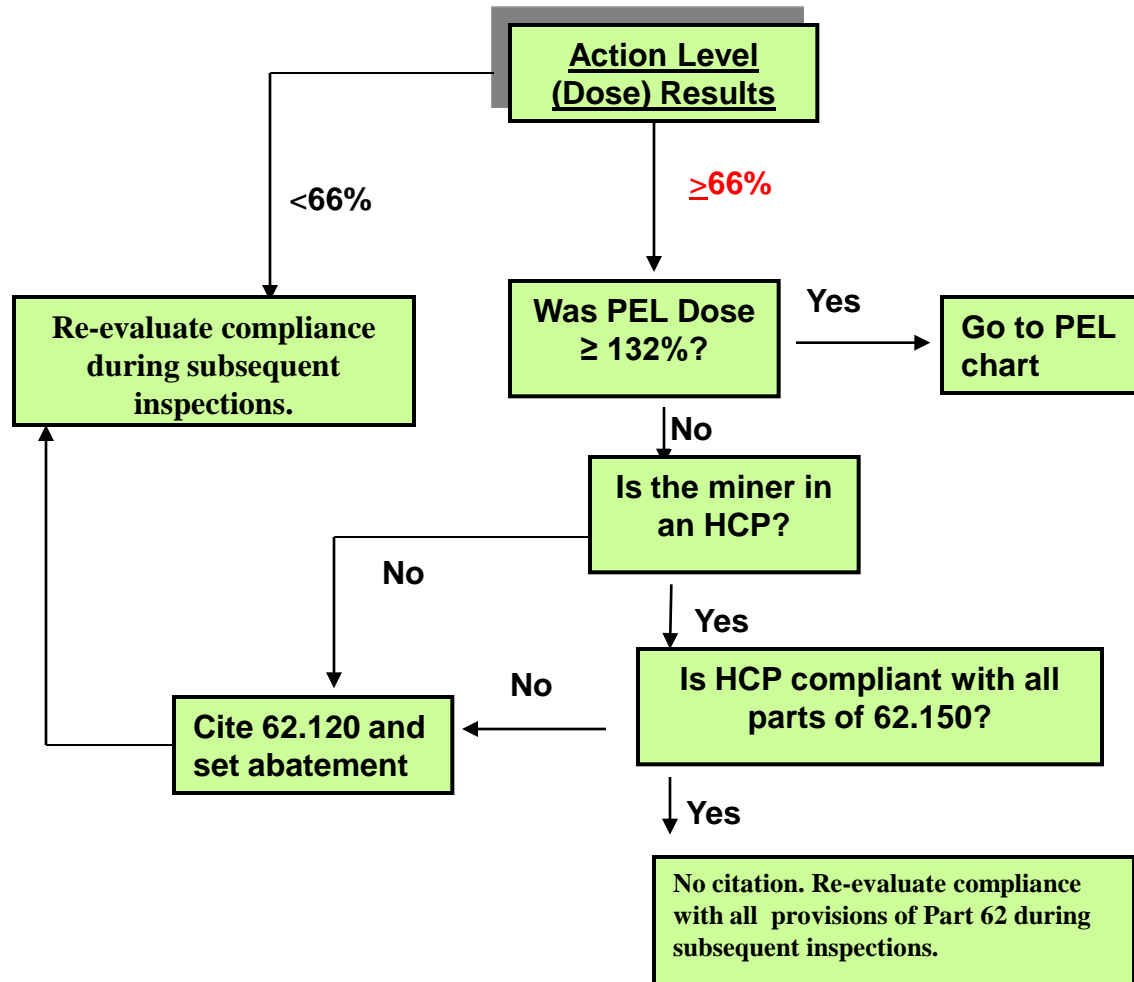 Action Level
(Dose) Results
<66%
≥66%
Was PEL Dose
≥ 132%?
Yes
Go to PEL
chart
Re-evaluate compliance
during subsequent
inspections.
No
Is the miner in
an HCP?
No
Yes
Is HCP compliant with all
parts of 62.150?
No
Cite 62.120 and
set abatement
Yes
No citation. Re-evaluate compliance
with all provisions of Part 62 during
subsequent inspections.